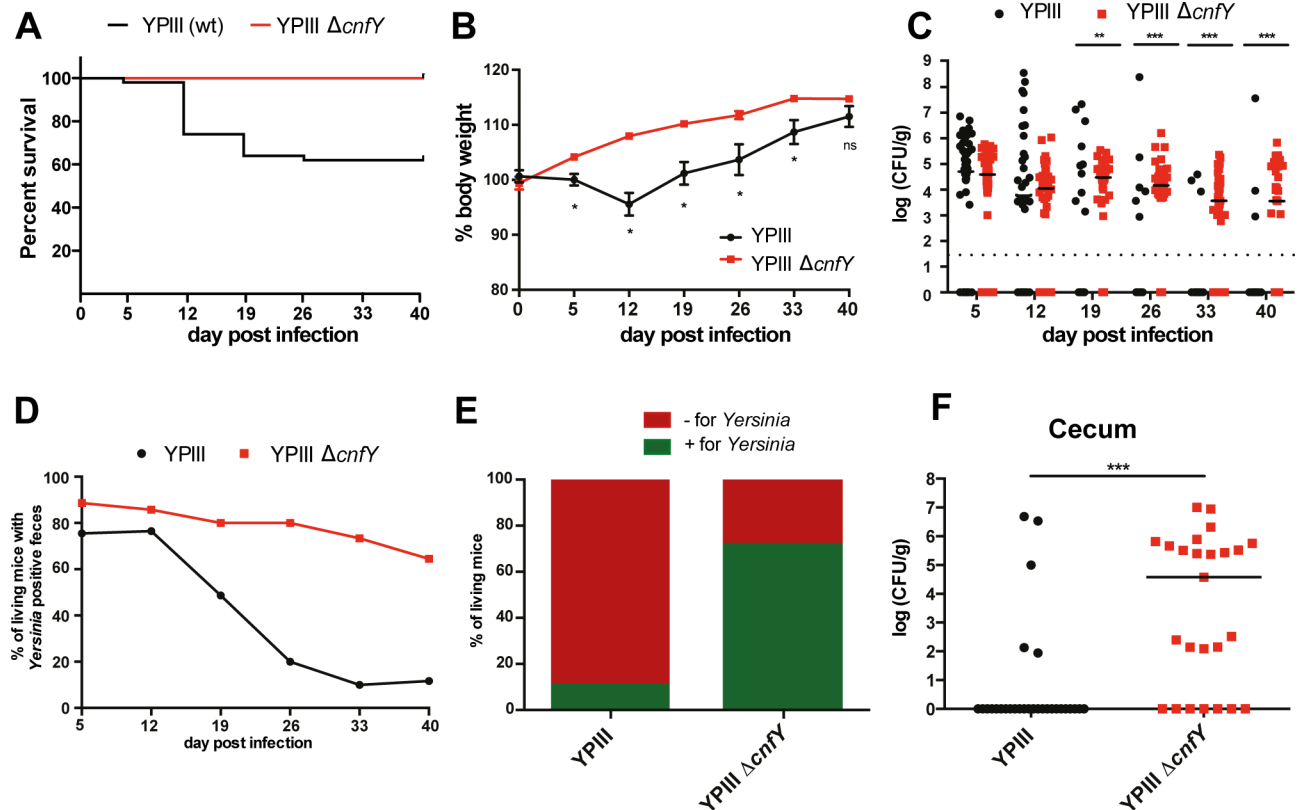 A
YPIII (wt)
YPIII ΔcnfY
Percent survival
100
80
60
40
20
0
5
12
19
26
33
40
day post infection
B
% body weight
120
110
100
90
80
*
*
*
*
*
ns
YPIII
YPIII ΔcnfY
0
5
12
19
26
33
40
day post infection
C
YPIII
YPIII ΔcnfY
**
***
***
***
log (CFU/g)
9
8
7
6
5
4
3
2
1
0
5
12
19
26
33
40
day post infection
D
YPIII
YPIII ΔcnfY
% of living mice with
Yersinia positive feces
100
80
60
40
20
0
5
12
19
26
33
40
day post infection
E
- for Yersinia
+ for Yersinia
% of living mice
100
80
60
40
20
0
YPIII
YPIII ΔcnfY
F
Cecum
***
log (CFU/g)
8
7
6
5
4
3
2
1
0
YPIII
YPIII ΔcnfY